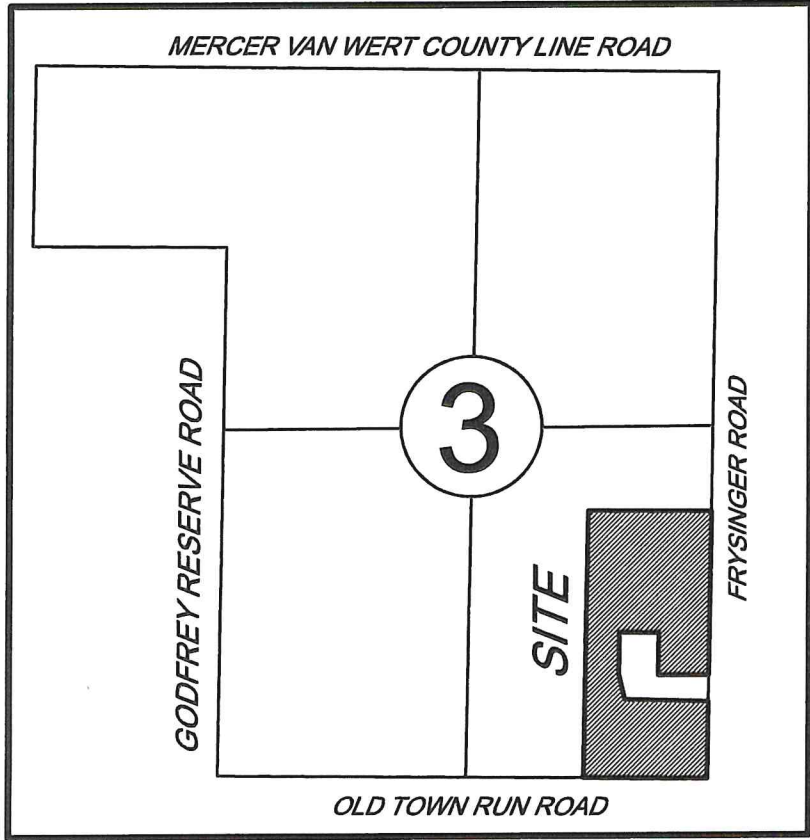 MERCER VAN WERT COUNTY LINE ROAD
GODFREY RESERVE ROAD
3
SITE
FRYSINGER ROAD
OLD TOWN RUN ROAD